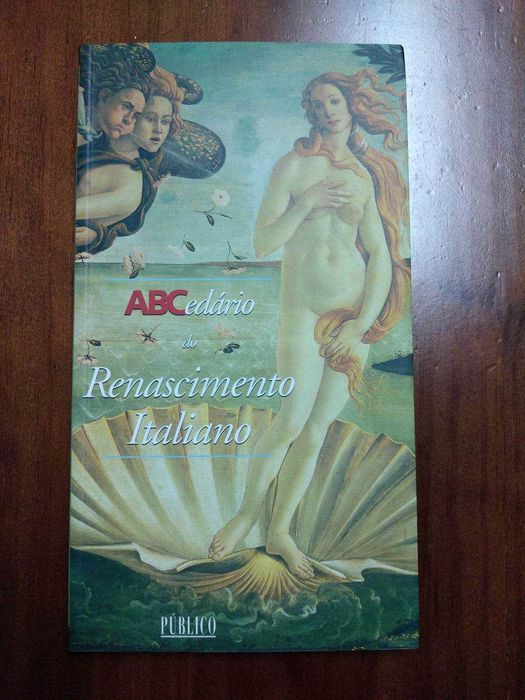 ABCedário
do
Renascimento
Italiano
PÚBLICO